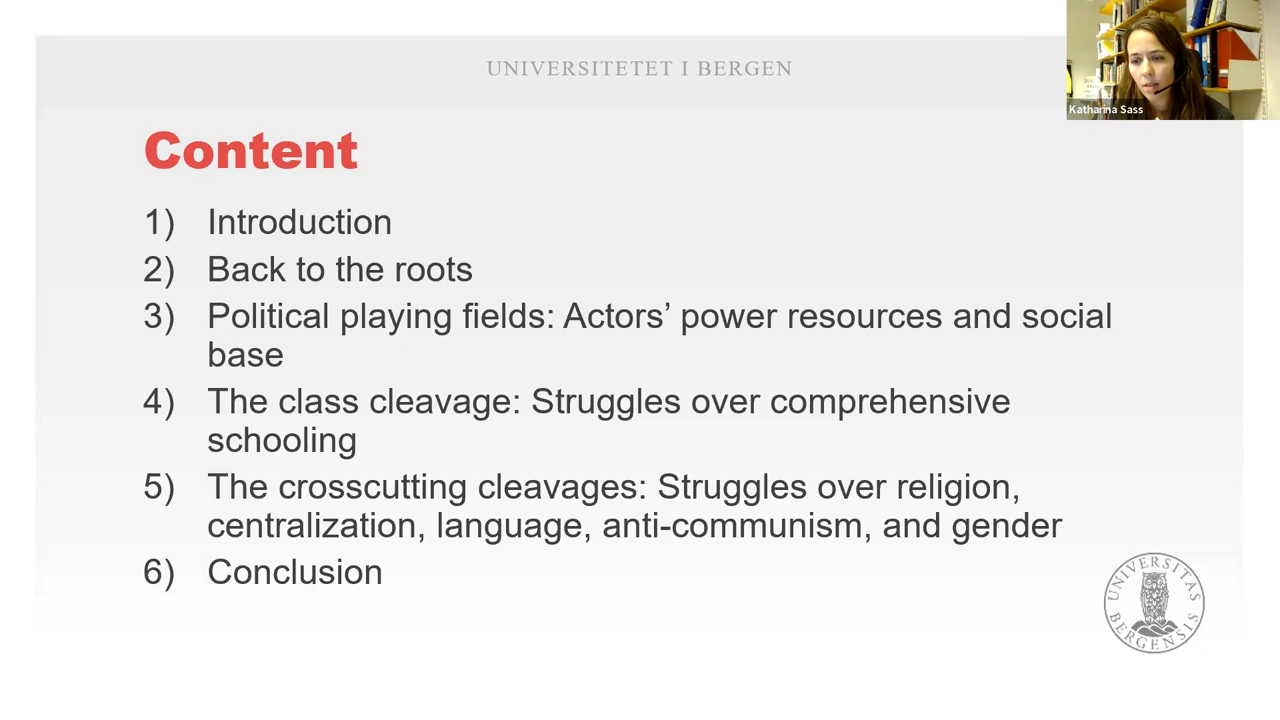 UNIVERSITETET I BERGEN
Katharina Sass
Content
1) Introduction
2) Back to the roots
3) Political playing fields: Actors’ power resources and social
base
4) The class cleavage: Struggles over comprehensive
schooling
5) The crosscutting cleavages: Struggles over religion,
centralization, language, anti-communism, and gender
6) Conclusion
UNIVERSITAS
BERGENSIS